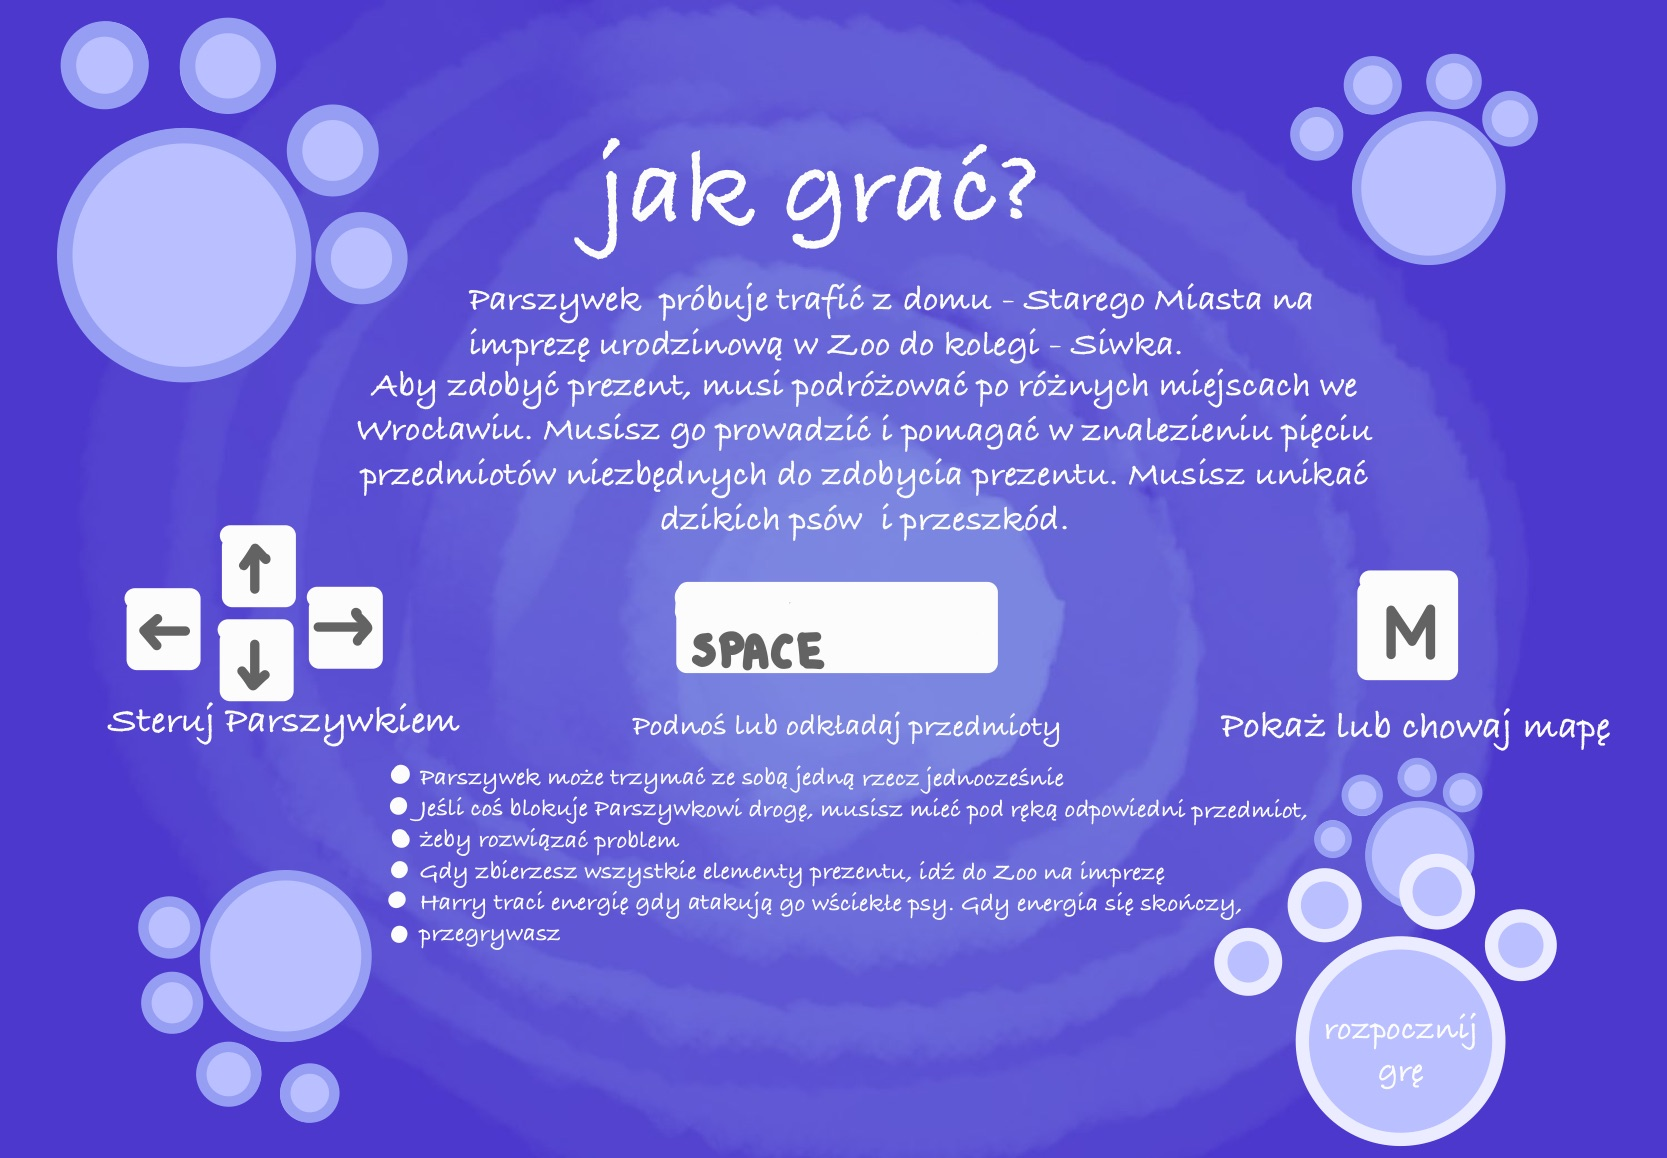 jak grać?
Parszywek próbuje trafić z domu - Starego Miasta na
imprezę urodzinową w Zoo do kolegi - Siwka.
Aby zdobyć prezent, musi podróżować po różnych miejscach we
Wrocławiu. Musisz go prowadzić i pomagać w znalezieniu pięciu
przedmiotów niezbędnych do zdobycia prezentu. Musisz unikać
dzikich psów i przeszkód.
↑
← ↓ →
SPACE
M
Steruj Parszywkiem
Podnoś lub odkładaj przedmioty
Pokaż lub chowaj mapę
● Parszywek może trzymać ze sobą jedną rzecz jednocześnie
● Jeśli coś blokuje Parszywkowi drogę, musisz mieć pod ręką odpowiedni przedmiot,
● żeby rozwiązać problem
● Gdy zbierzesz wszystkie elementy prezentu, idź do Zoo na imprezę
● Harry traci energię gdy atakują go wściekłe psy. Gdy energia się skończy,
● przegrywasz
rozpocznij
grę